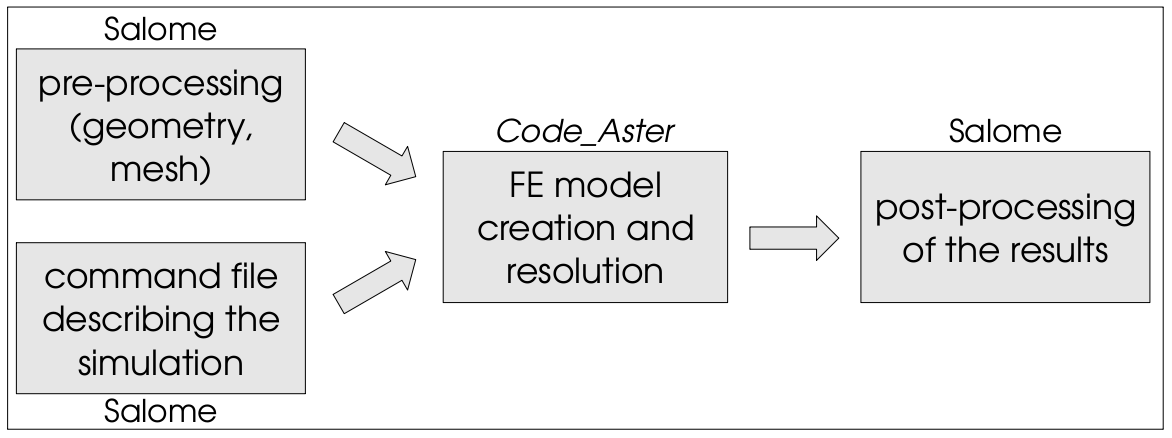 Salome
pre-processing
(geometry,
mesh)
command file
describing the
simulation
Salome
Code_Aster
FE model
creation and
resolution
Salome
post-processing
of the results